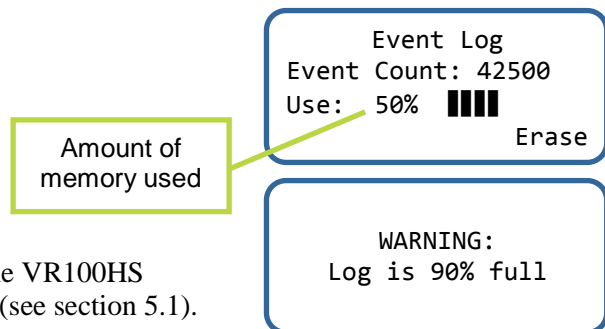 Event Log
Event Count: 42500
Use: 50%
Erase
Amount of
memory used
WARNING:
Log is 90% full
VR100HS
(see section 5.1).